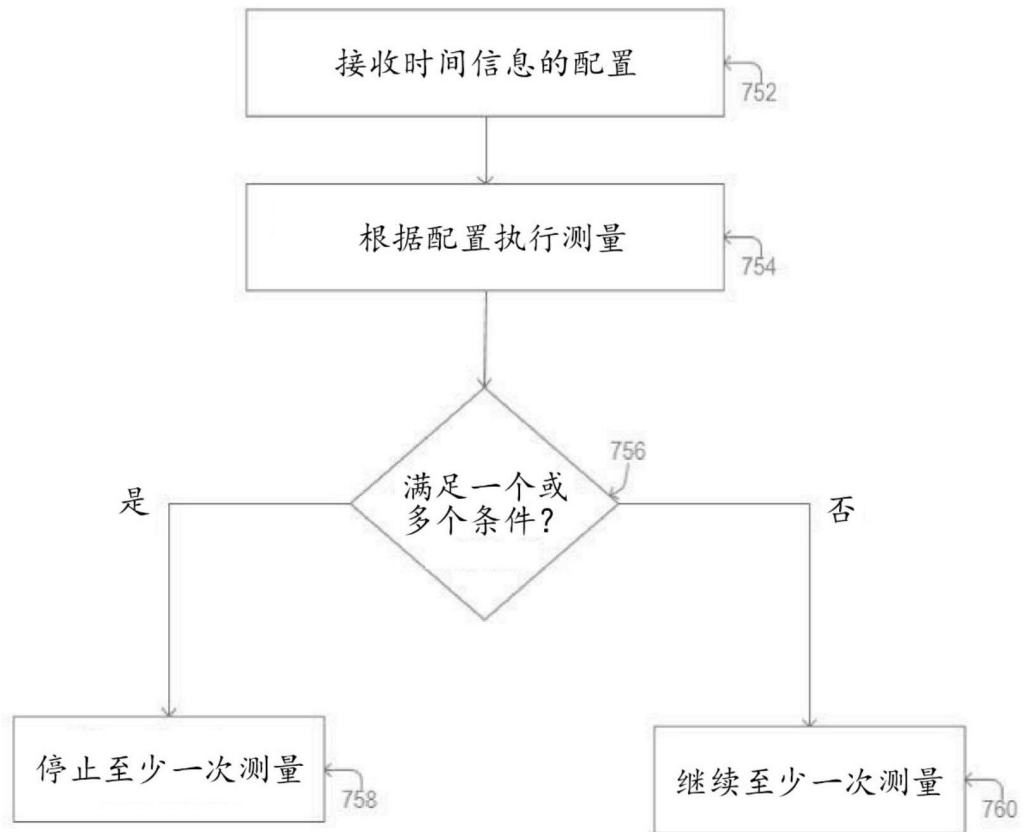 接收时间信息的配置
752
根据配置执行测量
754
756
满足一个或
多个条件？
是
否
停止至少一次测量
758
继续至少一次测量
760